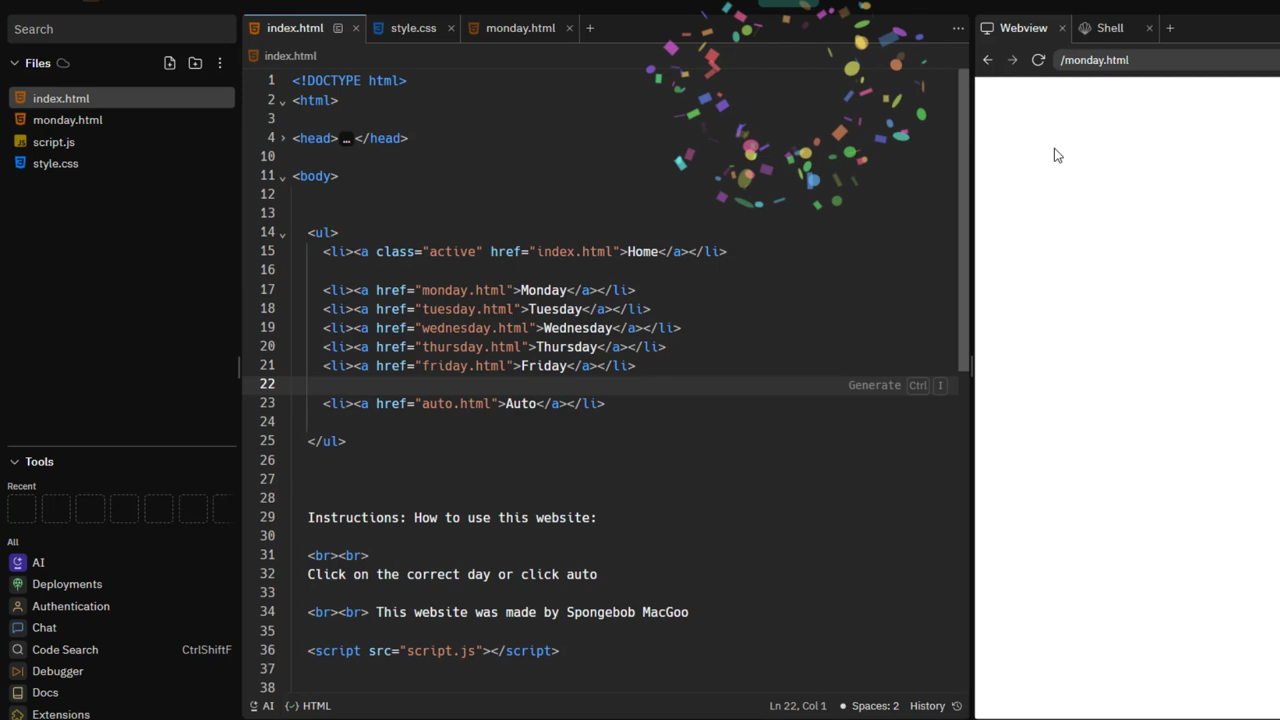 Search
Files
index.html
monday.html
script.js
style.css
Tools
Recent
All
AI
Deployments
Authentication
Chat
Code Search CtrlShiftF
Debugger
Docs
Extensions
index.html style.css monday.html
index.html
1 <!DOCTYPE html>
2 <html>
3
4 <head>…</head>
10
11 <body>
12
13
14 <ul>
15 <li><a class="active" href="index.html">Home</a></li>
16
17 <li><a href="monday.html">Monday</a></li>
18 <li><a href="tuesday.html">Tuesday</a></li>
19 <li><a href="wednesday.html">Wednesday</a></li>
20 <li><a href="thursday.html">Thursday</a></li>
21 <li><a href="friday.html">Friday</a></li>
22 Generate Ctrl I
23 <li><a href="auto.html">Auto</a></li>
24
25 </ul>
26
27
28
29 Instructions: How to use this website:
30
31 <br><br>
32 Click on the correct day or click auto
33
34 <br><br> This website was made by Spongebob MacGoo
35
36 <script src="script.js"></script>
37
38
AI HTML Ln 22, Col 1 Spaces: 2 History
Webview Shell
/monday.html